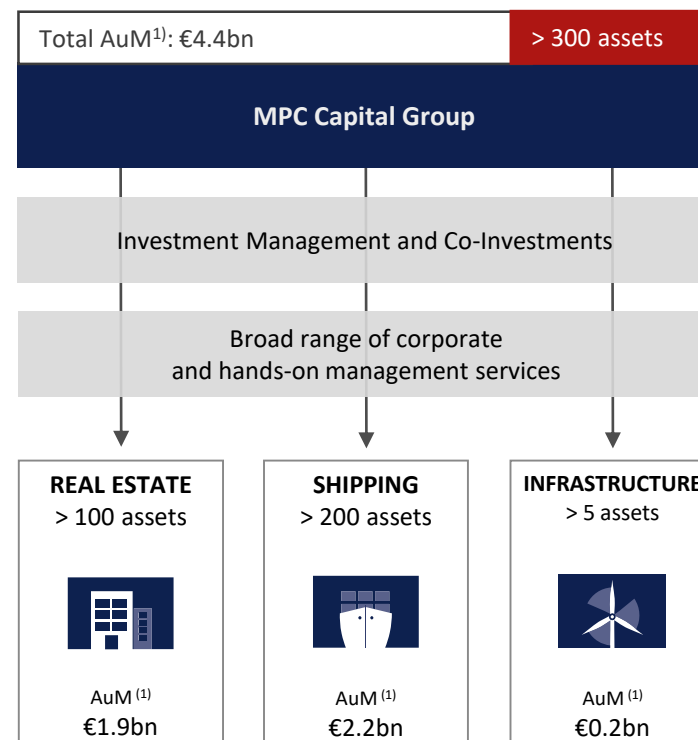 Total AuM1): €4.4bn
> 300 assets
MPC Capital Group
Investment Management and Co-Investments
Broad range of corporate
and hands-on management services
REAL ESTATE
> 100 assets
AuM (1)
€1.9bn
SHIPPING
> 200 assets
AuM (1)
€2.2bn
INFRASTRUCTURE
> 5 assets
AuM (1)
€0.2bn